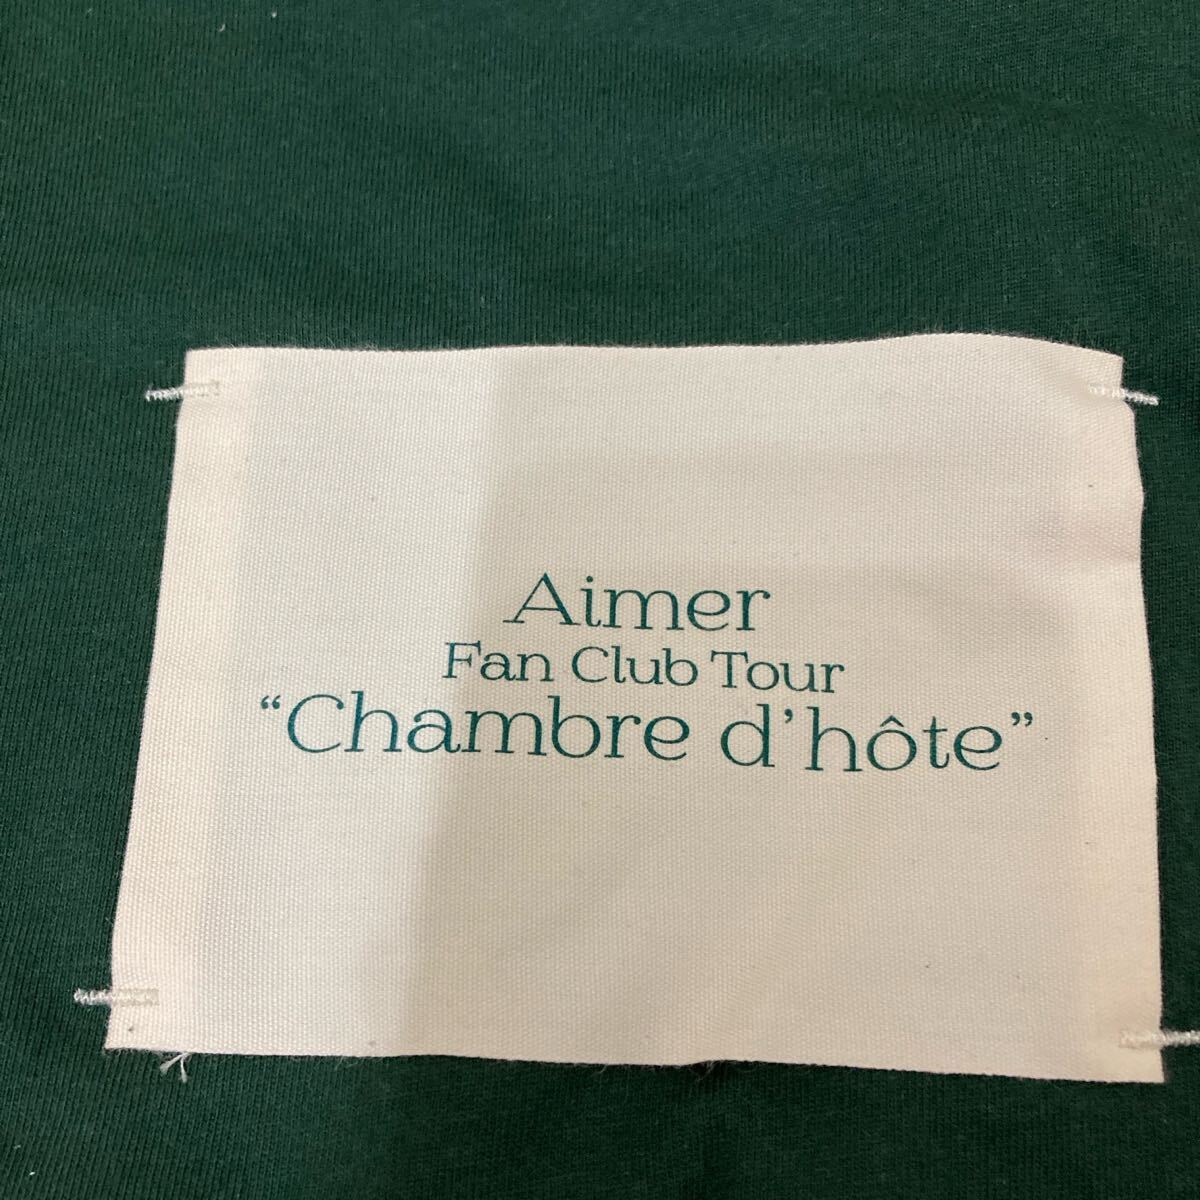 Aimer
Fan Club Tour
“Chambre d’hôte”